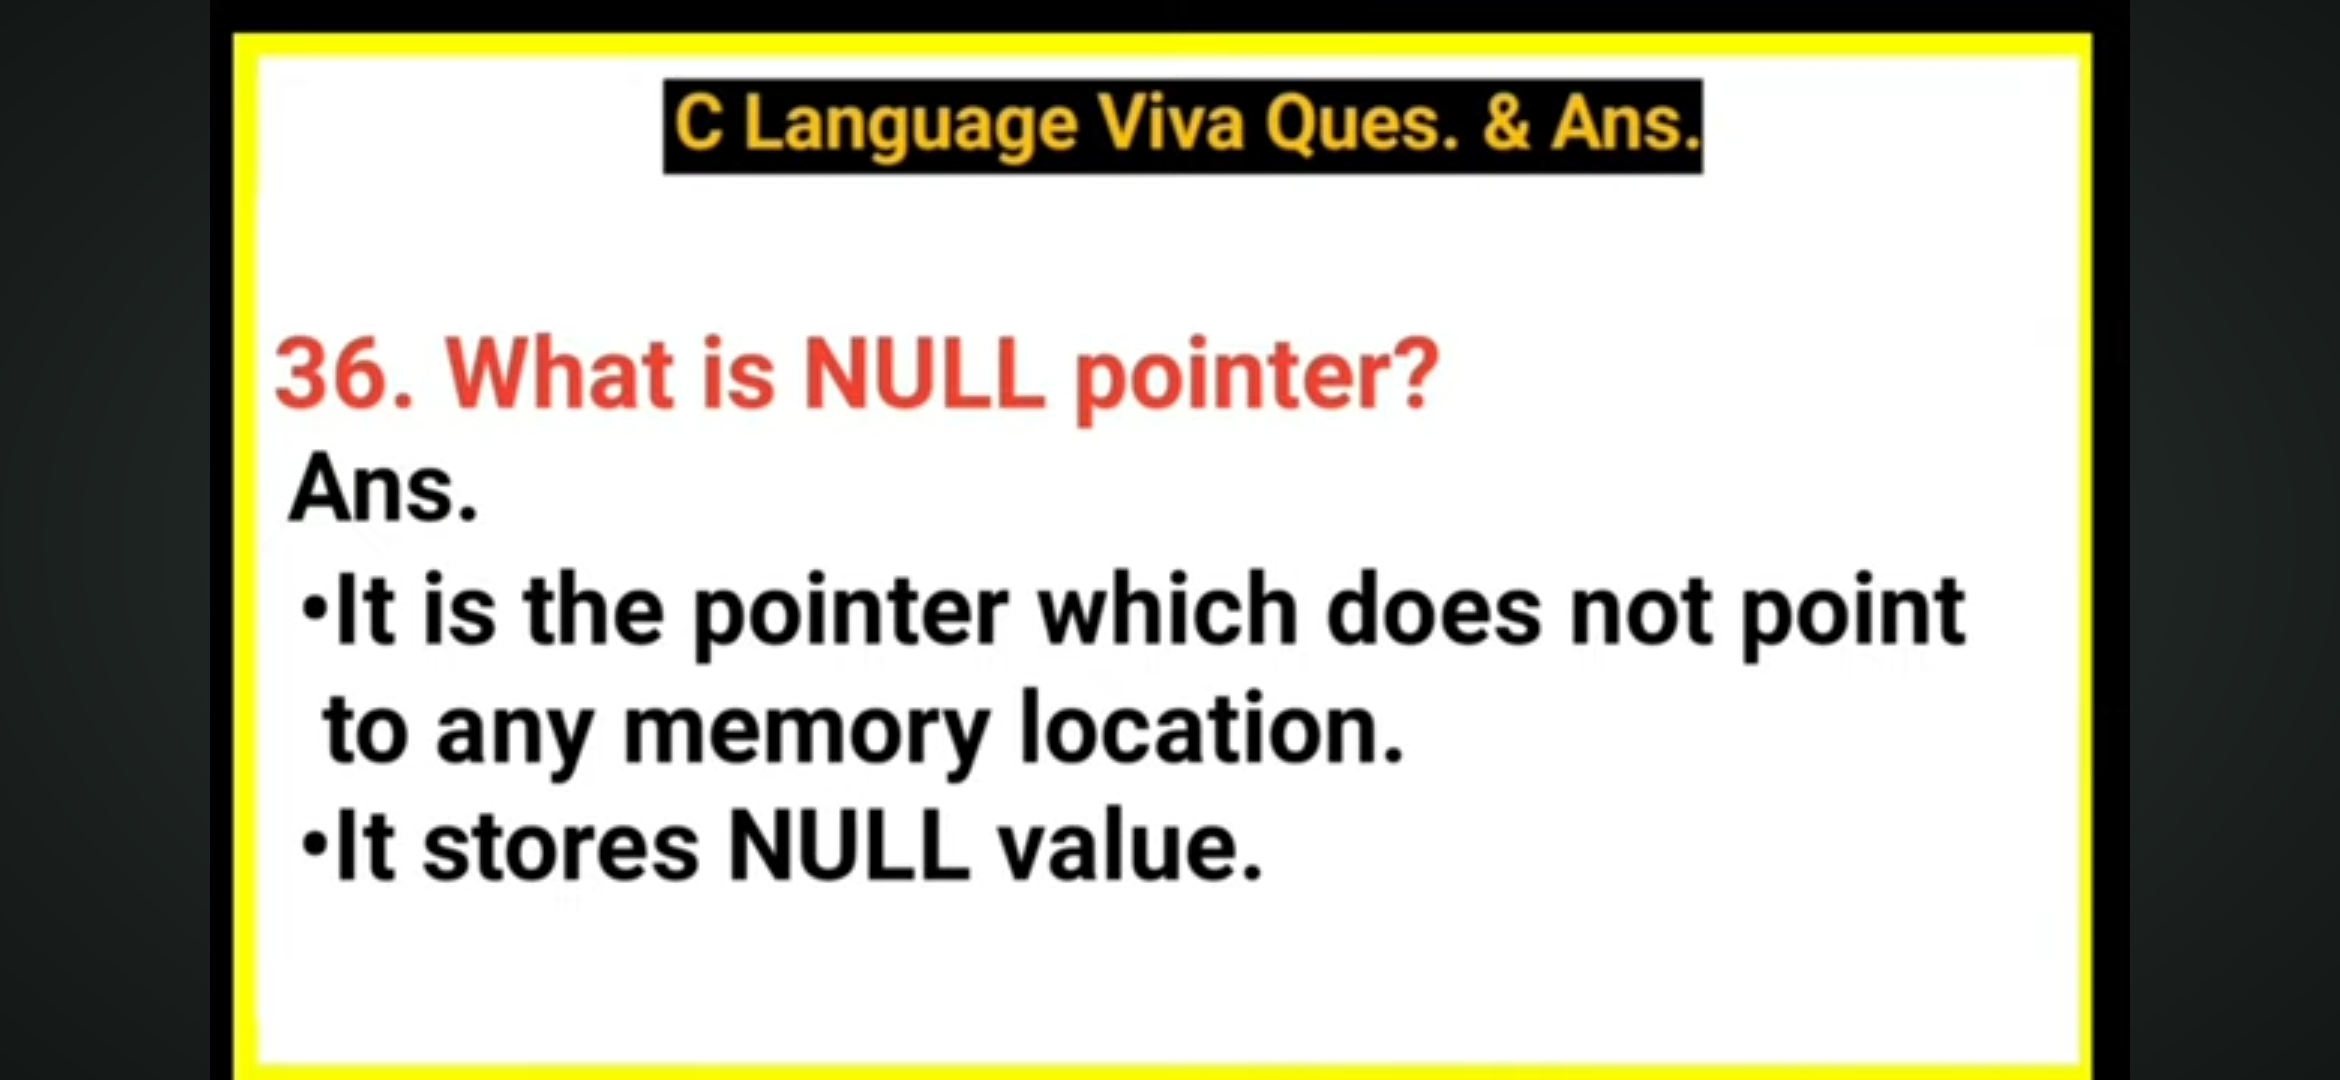 C Language Viva Ques. & Ans.
36. What is NULL pointer?
Ans.
•It is the pointer which does not point
to any memory location.
•It stores NULL value.